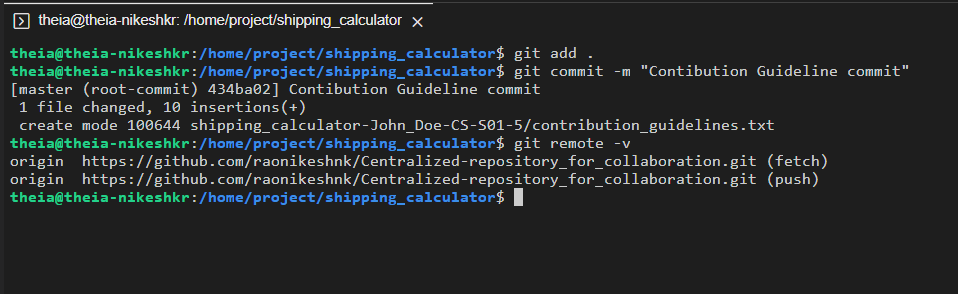 theia@theia-nikeshkr: /home/project/shipping_calculator
theia@theia-nikeshkr:/home/project/shipping_calculator$ git add .
theia@theia-nikeshkr:/home/project/shipping_calculator$ git commit -m "Contibution Guideline commit"
[master (root-commit) 434ba02] Contibution Guideline commit
 1 file changed, 10 insertions(+)
 create mode 100644 shipping_calculator-John_Doe-CS-S01-5/contribution_guidelines.txt
theia@theia-nikeshkr:/home/project/shipping_calculator$ git remote -v
origin  https://github.com/raonikeshnk/Centralized-repository_for_collaboration.git (fetch)
origin  https://github.com/raonikeshnk/Centralized-repository_for_collaboration.git (push)
theia@theia-nikeshkr:/home/project/shipping_calculator$